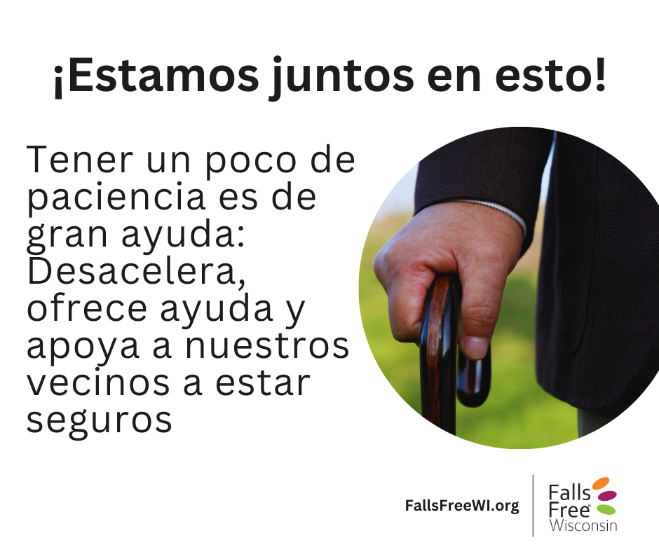 ¡Estamos juntos en esto!
Tener un poco de
paciencia es de
gran ayuda:
Desacelera,
ofrece ayuda y
apoya a nuestros
vecinos a estar
seguros
FallsFreeWI.org
Falls
Free
Wisconsin